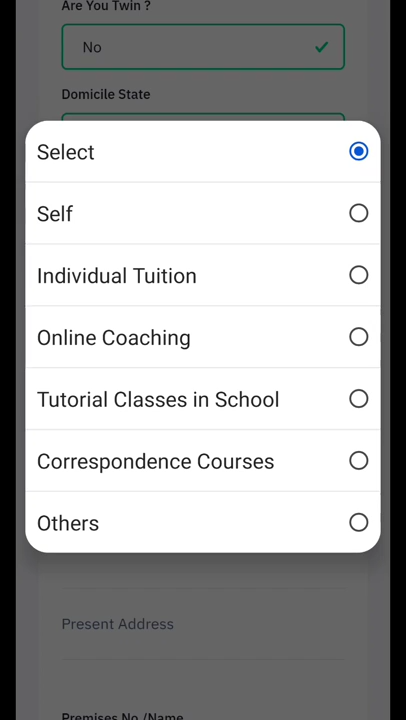 Are You Twin ?
No
Domicile State
Select
Self
Individual Tuition
Online Coaching
Tutorial Classes in School
Correspondence Courses
Others
Present Address
Premises No./Name